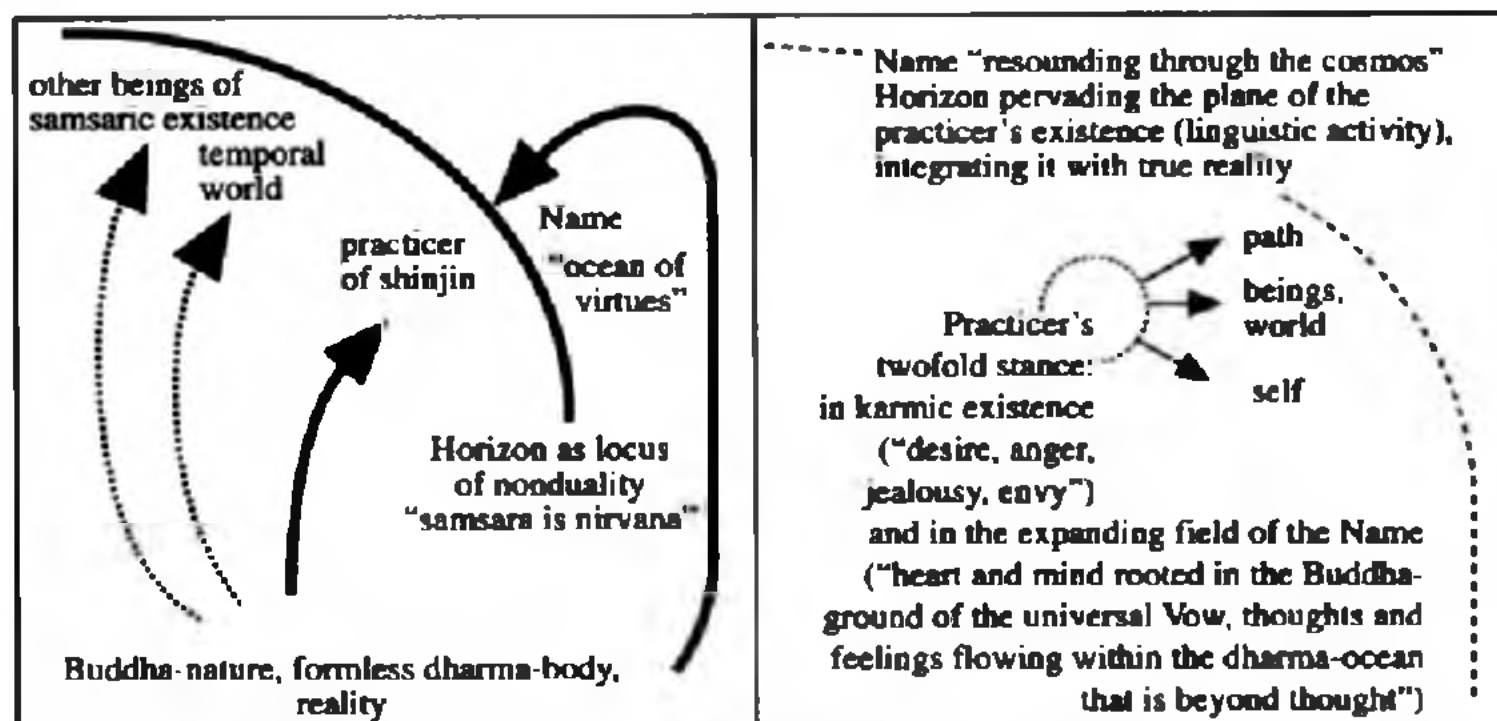 other beings of
samsaric existence
temporal
world
practicer
of shinjin
Name
"ocean of
virtues"
Horizon as locus
of nonduality
"samsara is nirvana"
Buddha-nature, formless dharma-body,
reality
Name "resounding through the cosmos"
Horizon pervading the plane of the
practicer's existence (linguistic activity),
integrating it with true reality
path
beings,
world
self
Practicer's
twofold stance:
in karmic existence
("desire, anger,
jealousy, envy")
and in the expanding field of the Name
("heart and mind rooted in the Buddha-
ground of the universal Vow, thoughts and
feelings flowing within the dharma-ocean
that is beyond thought")